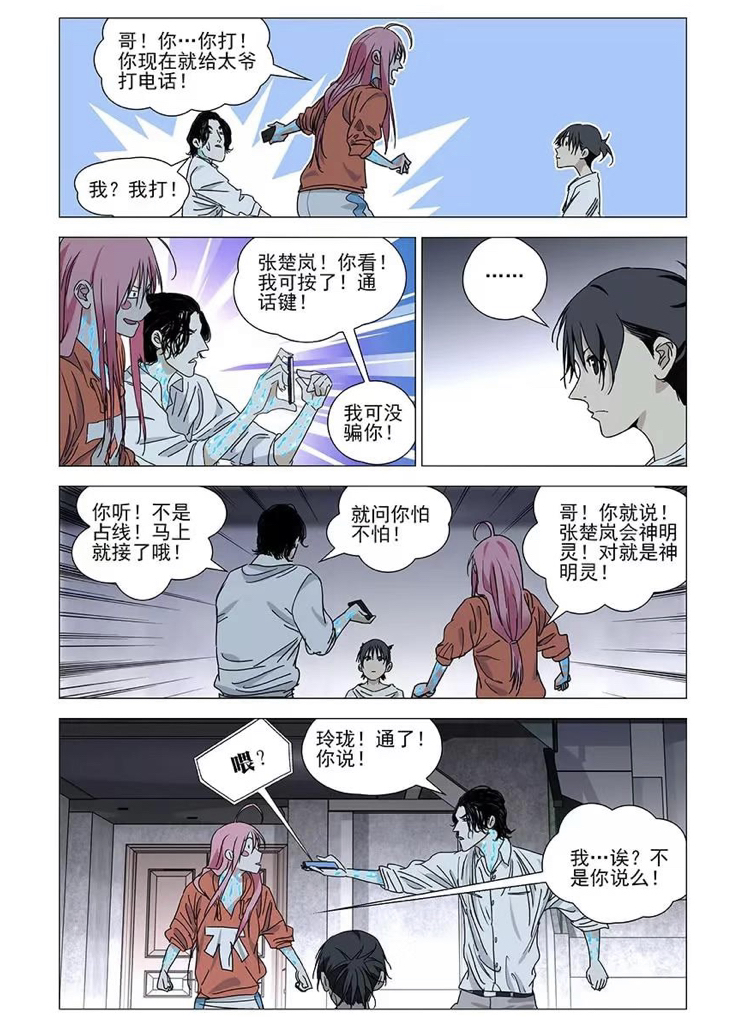 哥！你…你打！
你现在就给太爷
打电话！
我？我打！
张楚岚！你看！
我可按了！通
话键！
我可没
骗你！
……
你听！不是
占线！马上
就接了哦！
就问你怕
不怕！
哥！你就说！
张楚岚会神明
灵！对就是神
明灵！
喂？
玲珑！通了！
你说！
我…诶？不
是你说么！